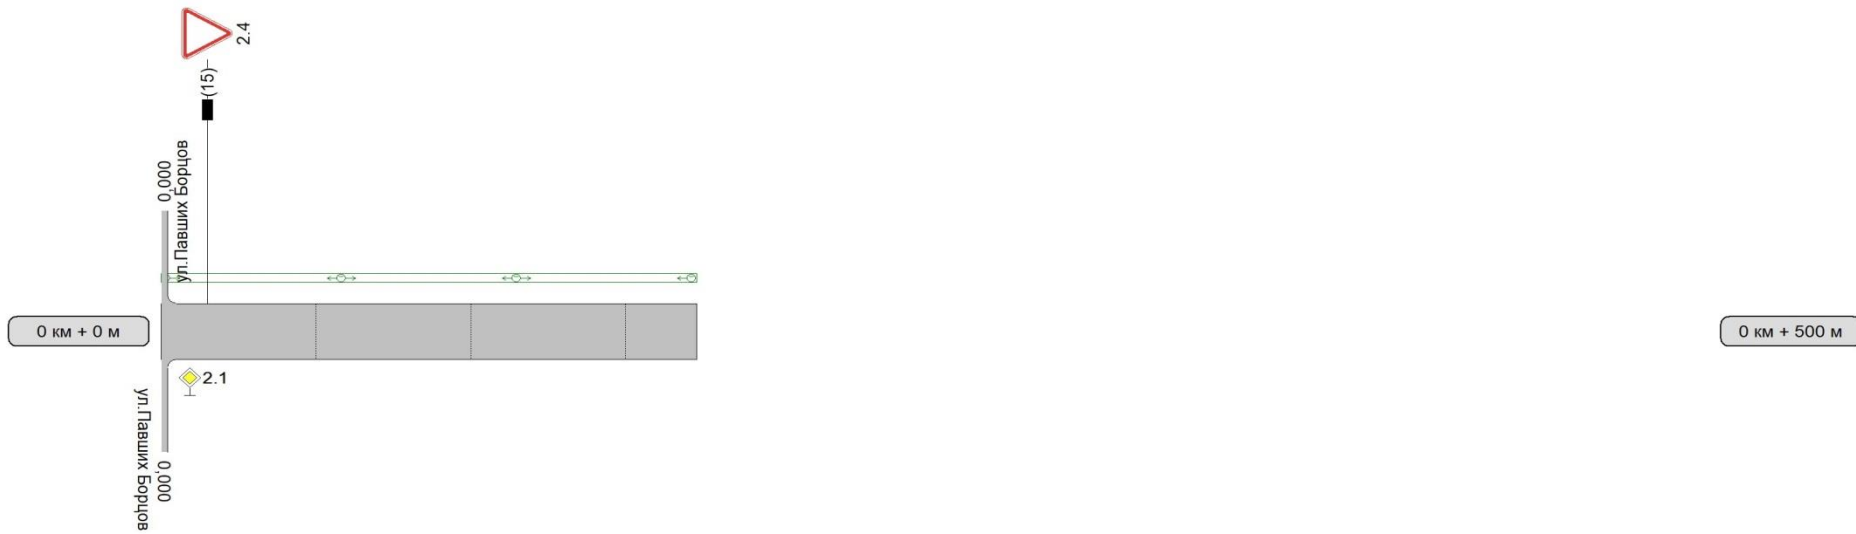 2.4
(15)
0,000
ул.Павших Борцов
0 км + 0 м
0 км + 500 м
2.1
ул.Павших Борцов
0,000